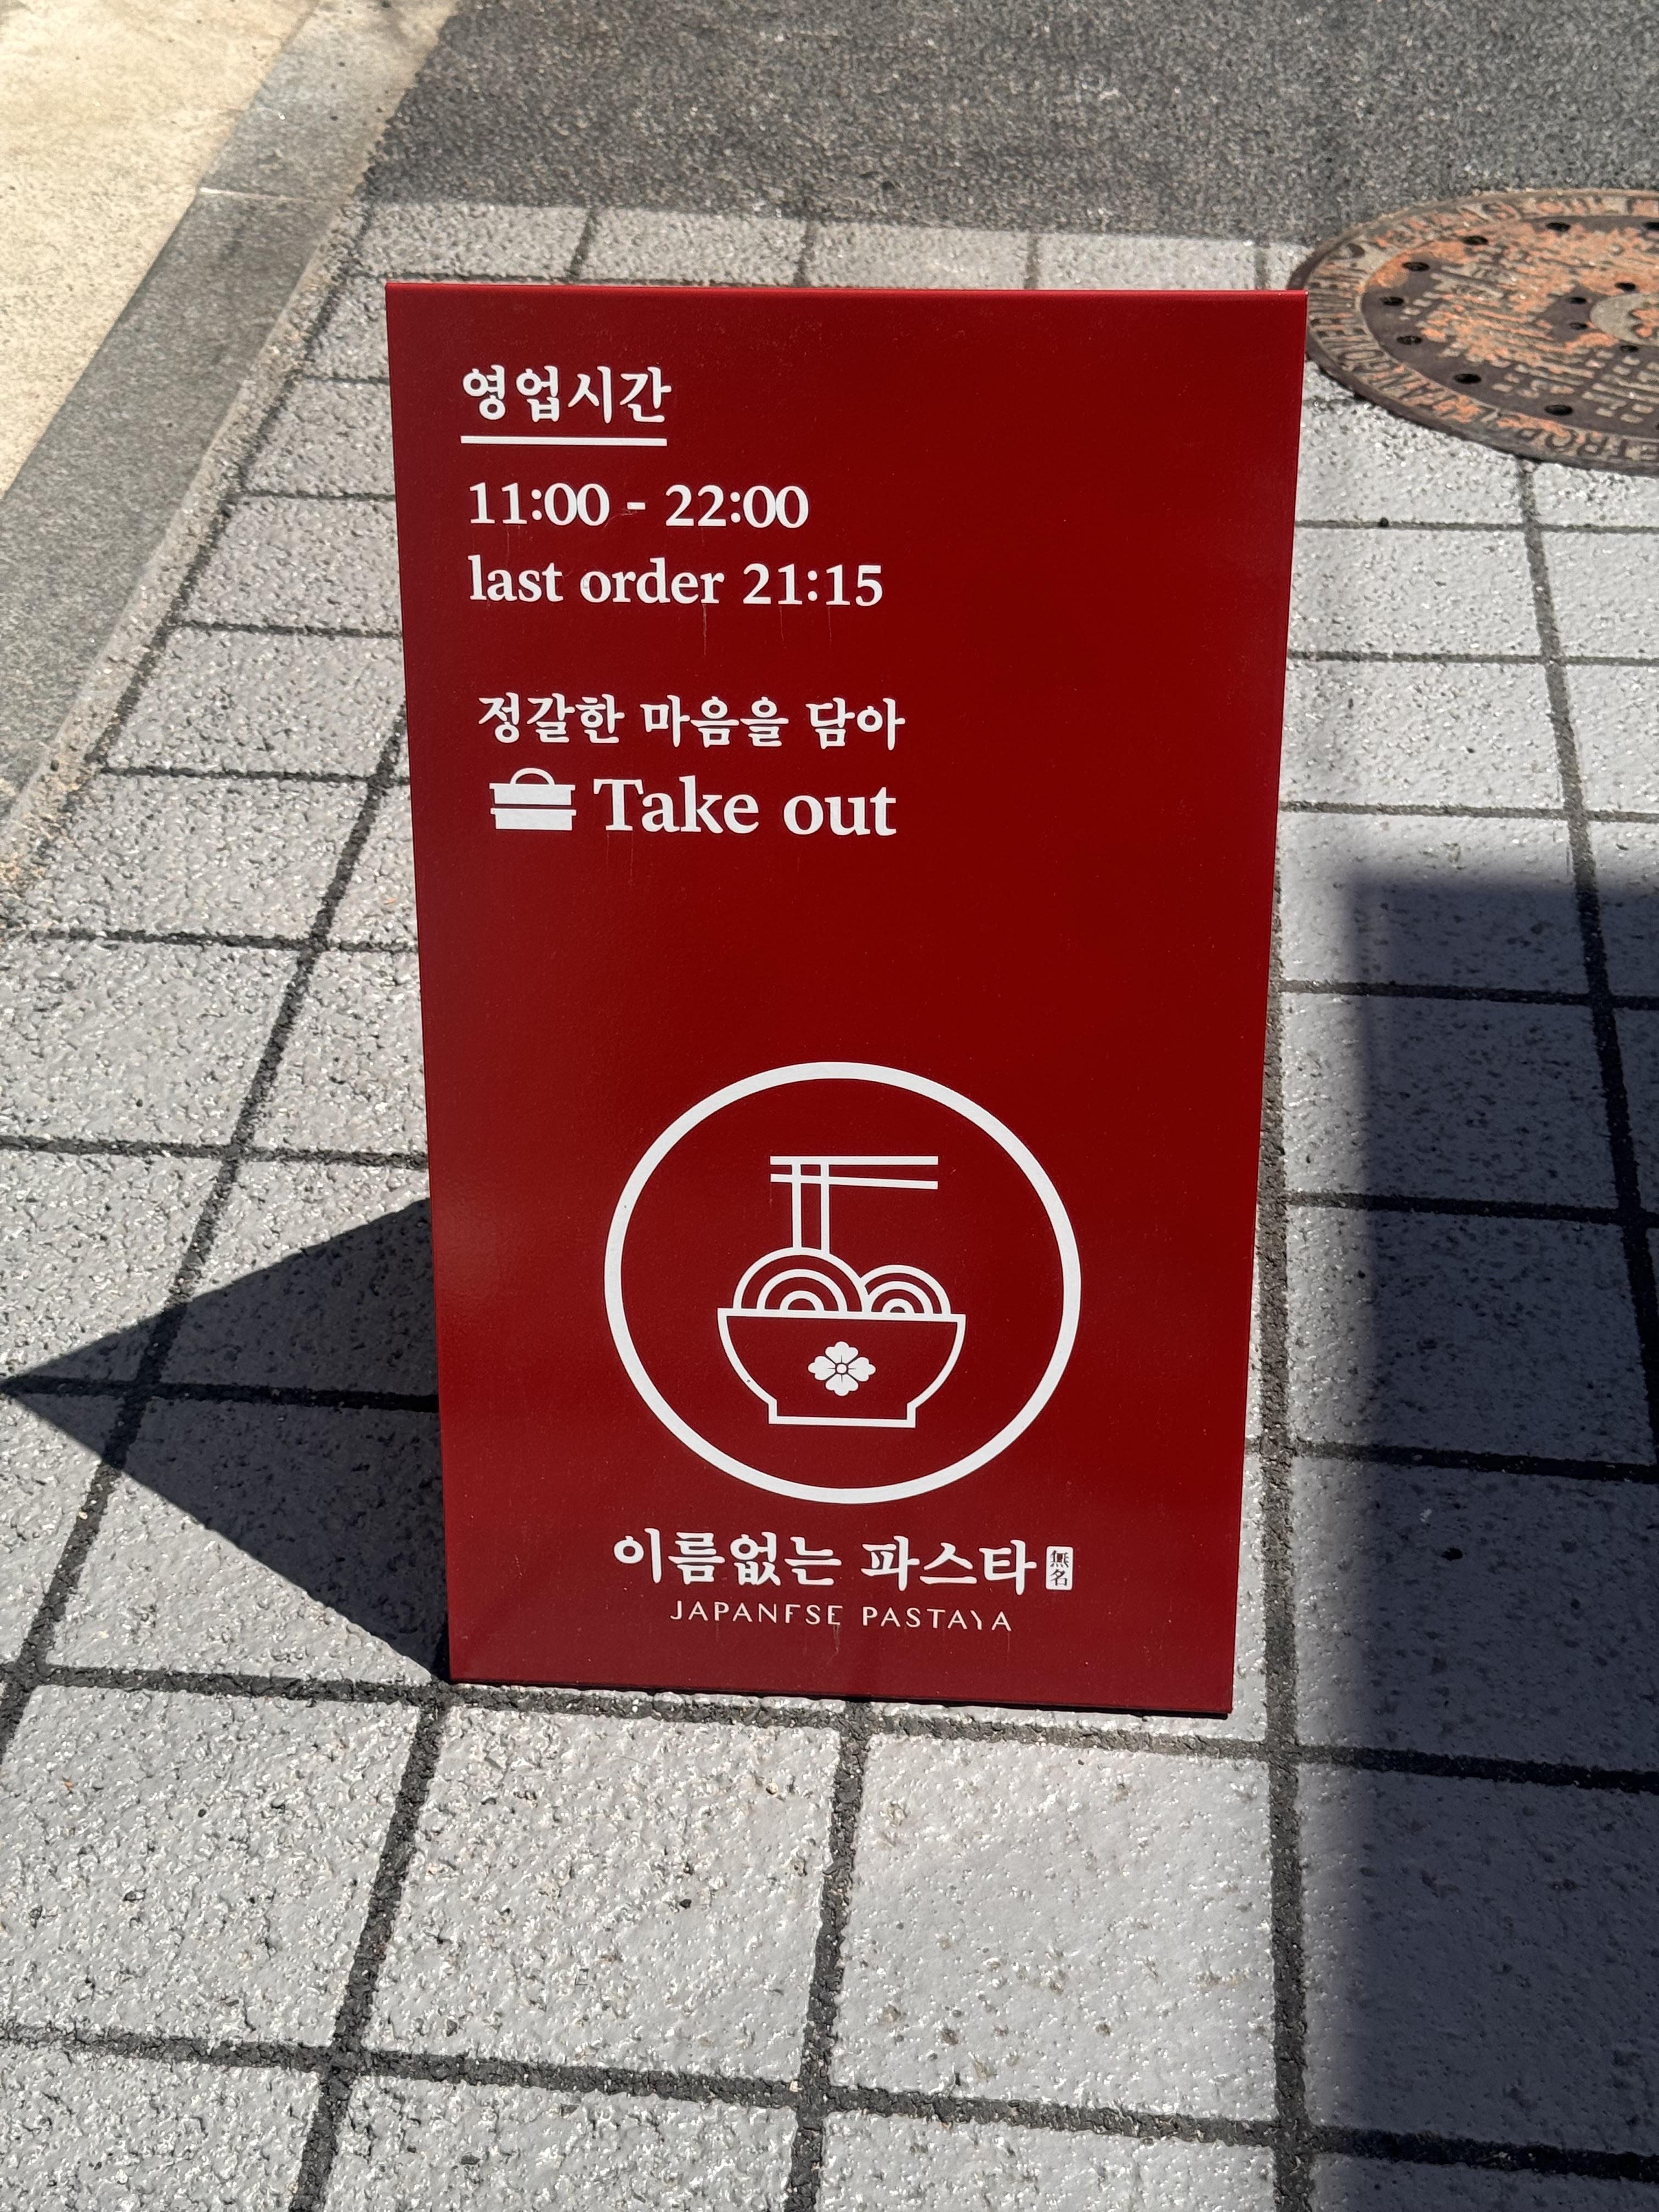 영업시간
11:00 - 22:00
last order 21:15
정갈한 마음을 담아
Take out
이름없는 파스타 無名
JAPANESE PASTAYA